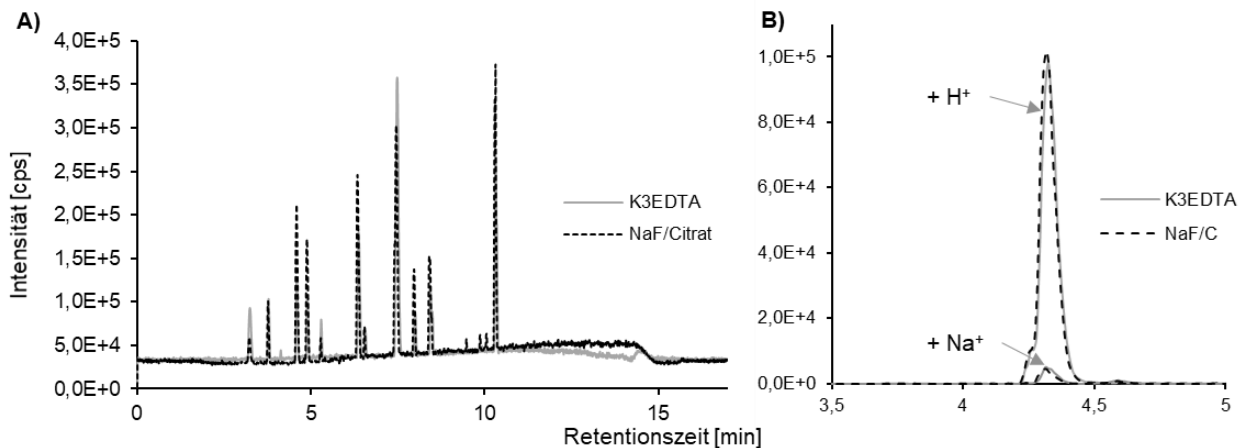 A)
Intensität [cps]
4,0E+5
3,5E+5
3,0E+5
2,5E+5
2,0E+5
1,5E+5
1,0E+5
5,0E+4
0,0E+0
0
5
10
15
K3EDTA
NaF/Citrat
B)
1,0E+5
8,0E+4
6,0E+4
4,0E+4
2,0E+4
0,0E+0
3,5
4
4,5
5
+ H⁺
+ Na⁺
K3EDTA
NaF/C
Retentionszeit [min]